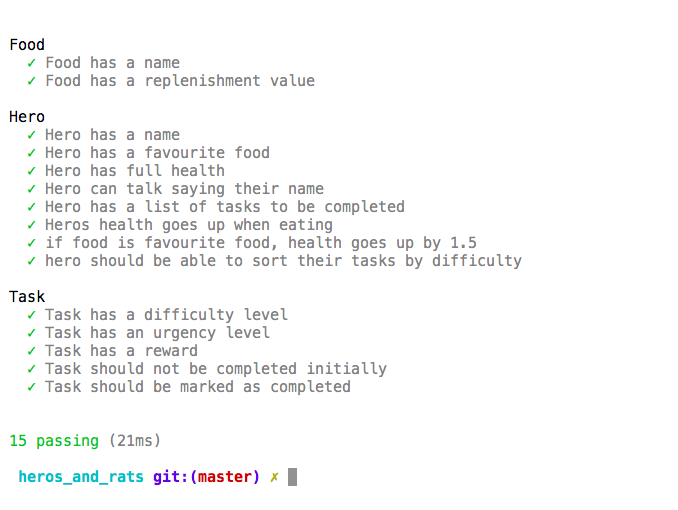 Food
✓ Food has a name
✓ Food has a replenishment value
Hero
✓ Hero has a name
✓ Hero has a favourite food
✓ Hero has full health
✓ Hero can talk saying their name
✓ Hero has a list of tasks to be completed
✓ Heros health goes up when eating
✓ if food is favourite food, health goes up by 1.5
✓ hero should be able to sort their tasks by difficulty
Task
✓ Task has a difficulty level
✓ Task has an urgency level
✓ Task has a reward
✓ Task should not be completed initially
✓ Task should be marked as completed
15 passing (21ms)
heros_and_rats git:(master) ✗